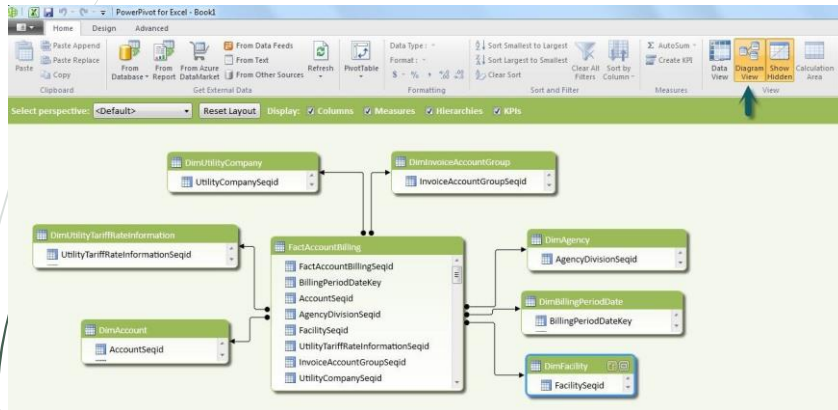 PowerPivot for Excel - Book1
Home Design Advanced
Paste Append
Paste Replace
Copy
Paste
Clipboard
From Database
From Report
From Azure DataMarket
From Data Feeds
From Text
From Other Sources
Get External Data
Refresh
PivotTable
Data Type :
Format :
$ % ,
Formatting
Sort Smallest to Largest
Sort Largest to Smallest
Clear Sort
Clear All Filters
Sort by Column
Sort and Filter
AutoSum
Create KPI
Measures
Data View
Diagram View
Show Hidden
Calculation Area
View
Select perspective: <Default> Reset Layout Display: Columns Measures Hierarchies KPIs
DimUtilityCompany
UtilityCompanySeqid
DimInvoiceAccountGroup
InvoiceAccountGroupSeqid
DimUtilityTariffRateInformation
UtilityTariffRateInformationSeqid
DimAccount
AccountSeqid
FactAccountBilling
FactAccountBillingSeqid
BillingPeriodDateKey
AccountSeqid
AgencyDivisionSeqid
FacilitySeqid
UtilityTariffRateInformationSeqid
InvoiceAccountGroupSeqid
UtilityCompanySeqid
DimAgency
AgencyDivisionSeqid
DimBillingPeriodDate
BillingPeriodDateKey
DimFacility
FacilitySeqid